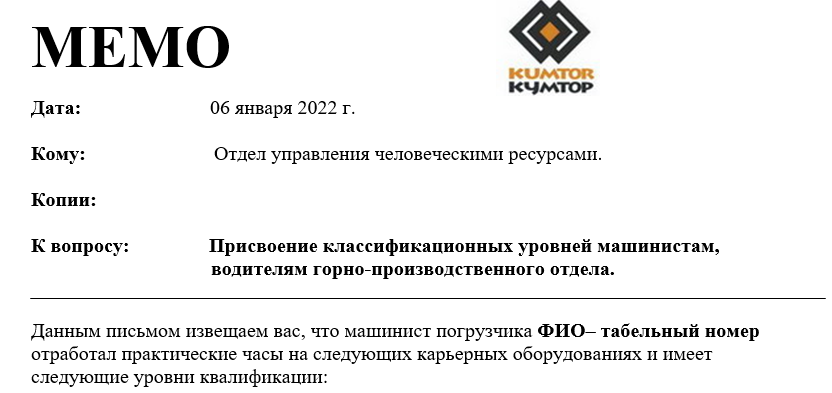 МЕМО
KUMTOR
КУМТОР
Дата: 06 января 2022 г.
Кому: Отдел управления человеческими ресурсами.
Копии:
К вопросу: Присвоение классификационных уровней машинистам,
водителям горно-производственного отдела.
Данным письмом извещаем вас, что машинист погрузчика ФИО– табельный номер
отработал практические часы на следующих карьерных оборудованиях и имеет
следующие уровни квалификации: